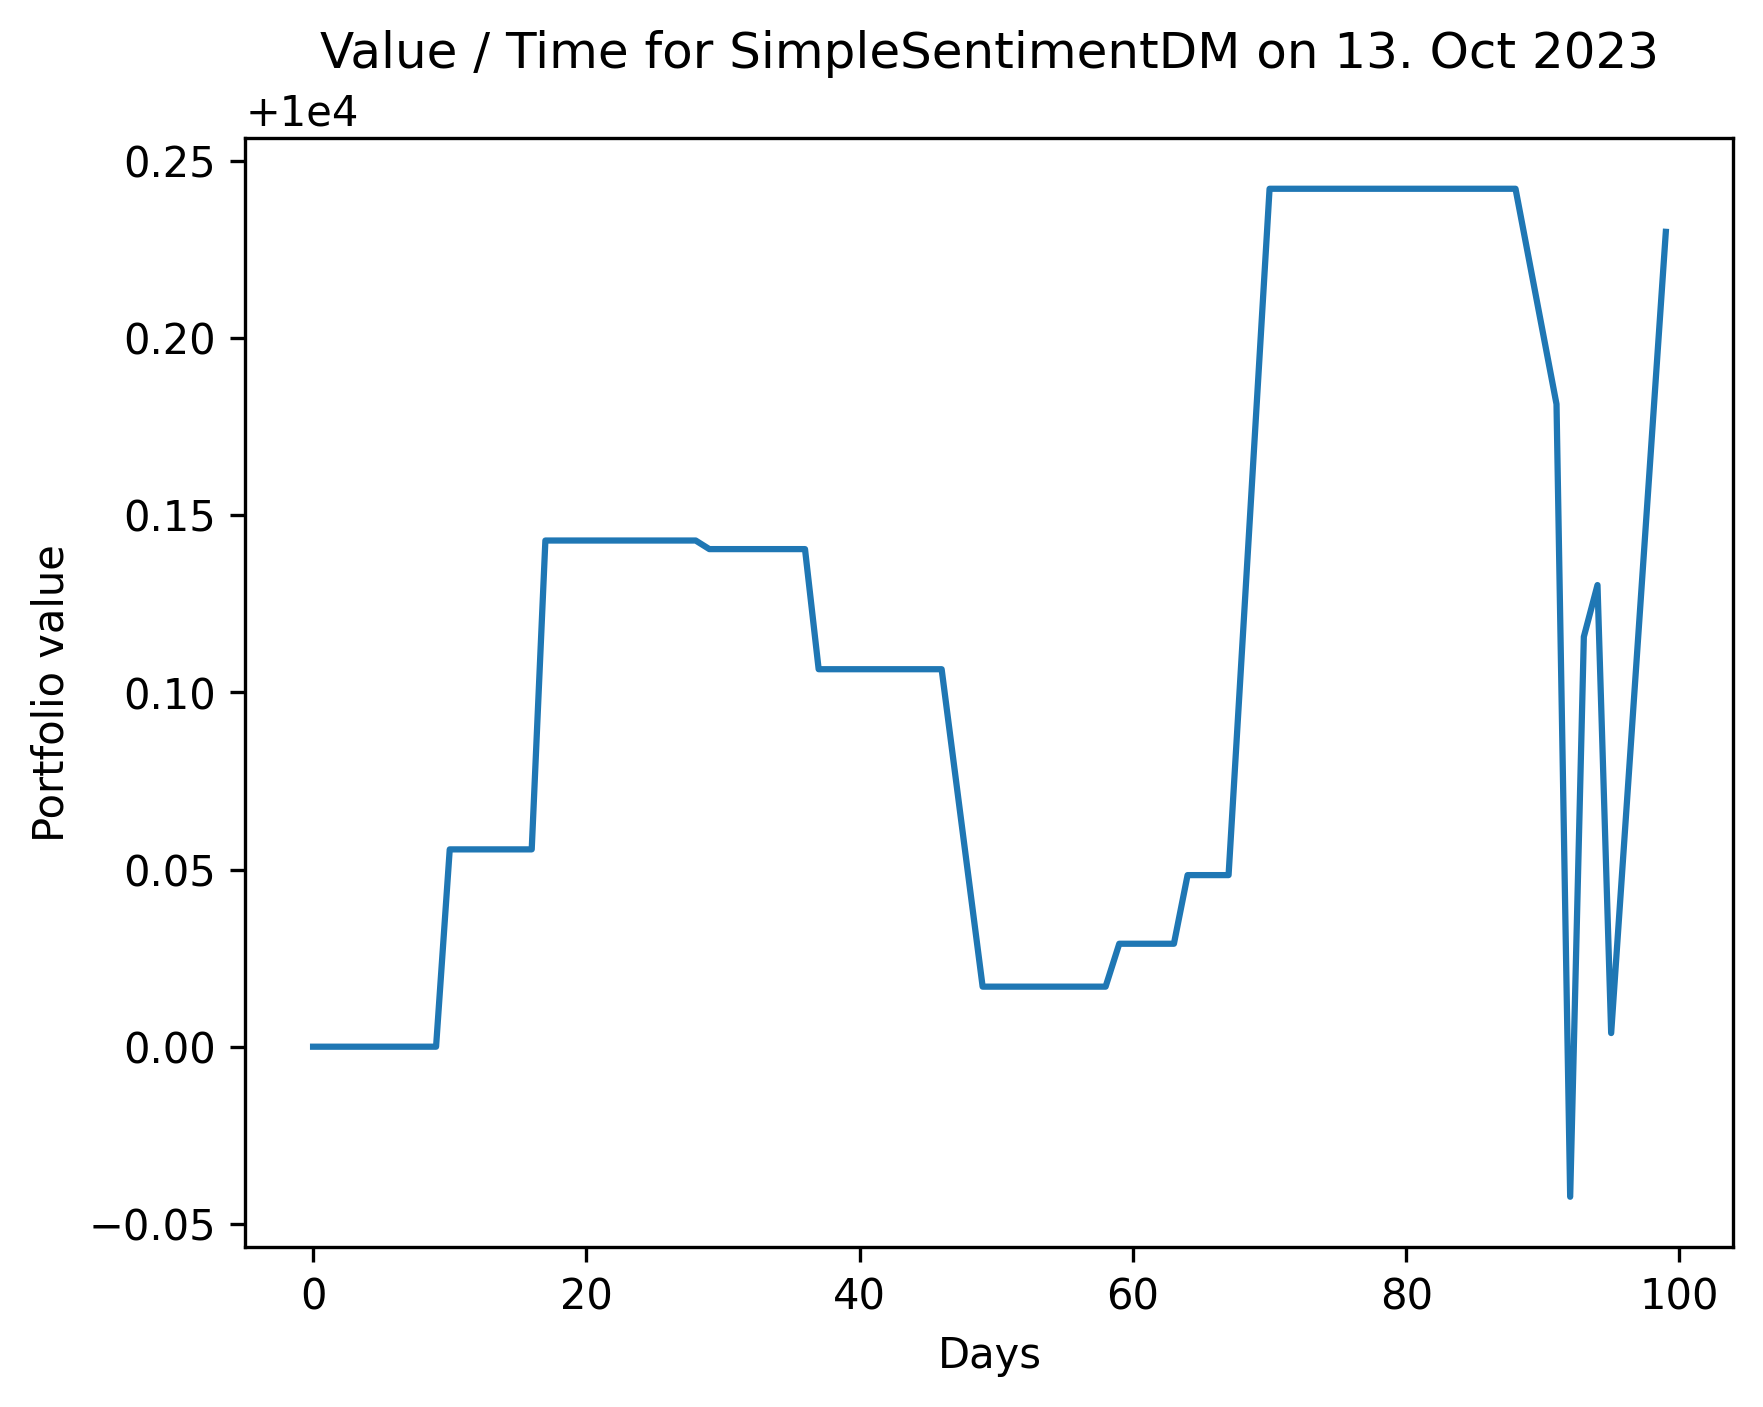 Value / Time for SimpleSentimentDM on 13. Oct 2023
+1e4
0.25
0.20
0.15
0.10
0.05
0.00
−0.05
Portfolio value
0 20 40 60 80 100
Days